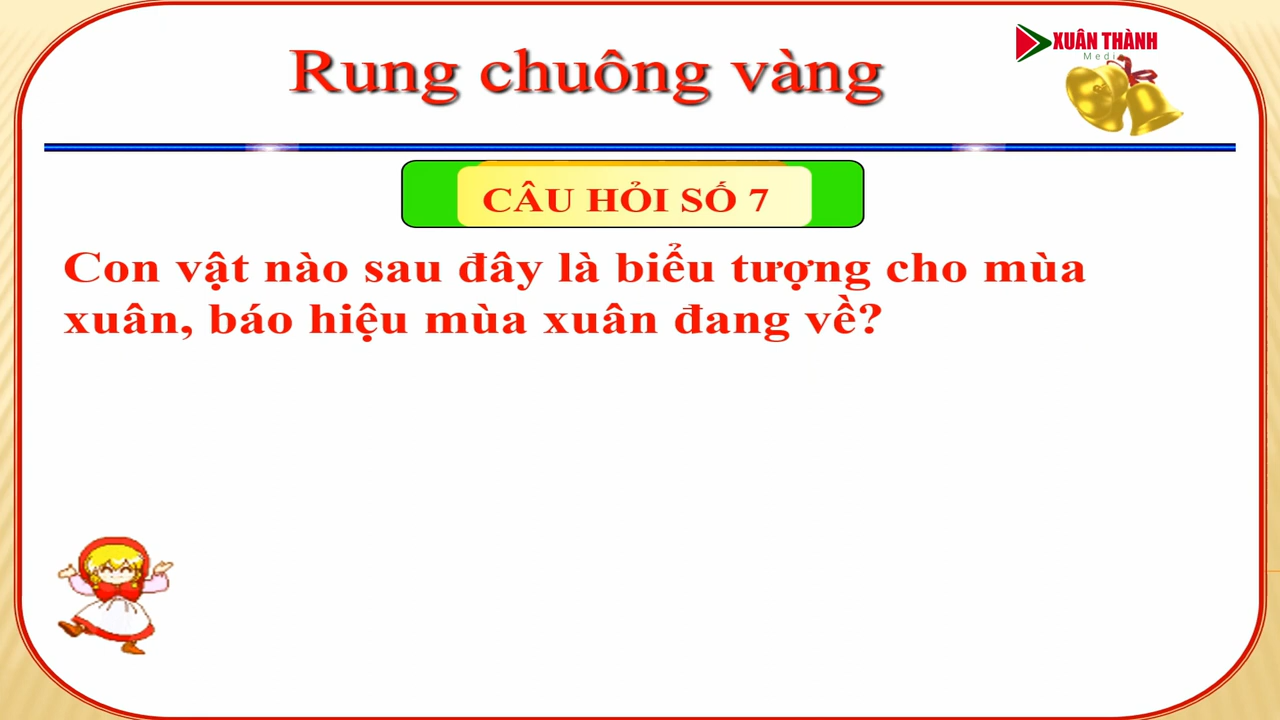 Rung chuông vàng
XUÂN THÀNH
Media
CÂU HỎI SỐ 7
Con vật nào sau đây là biểu tượng cho mùa
xuân, báo hiệu mùa xuân đang về?